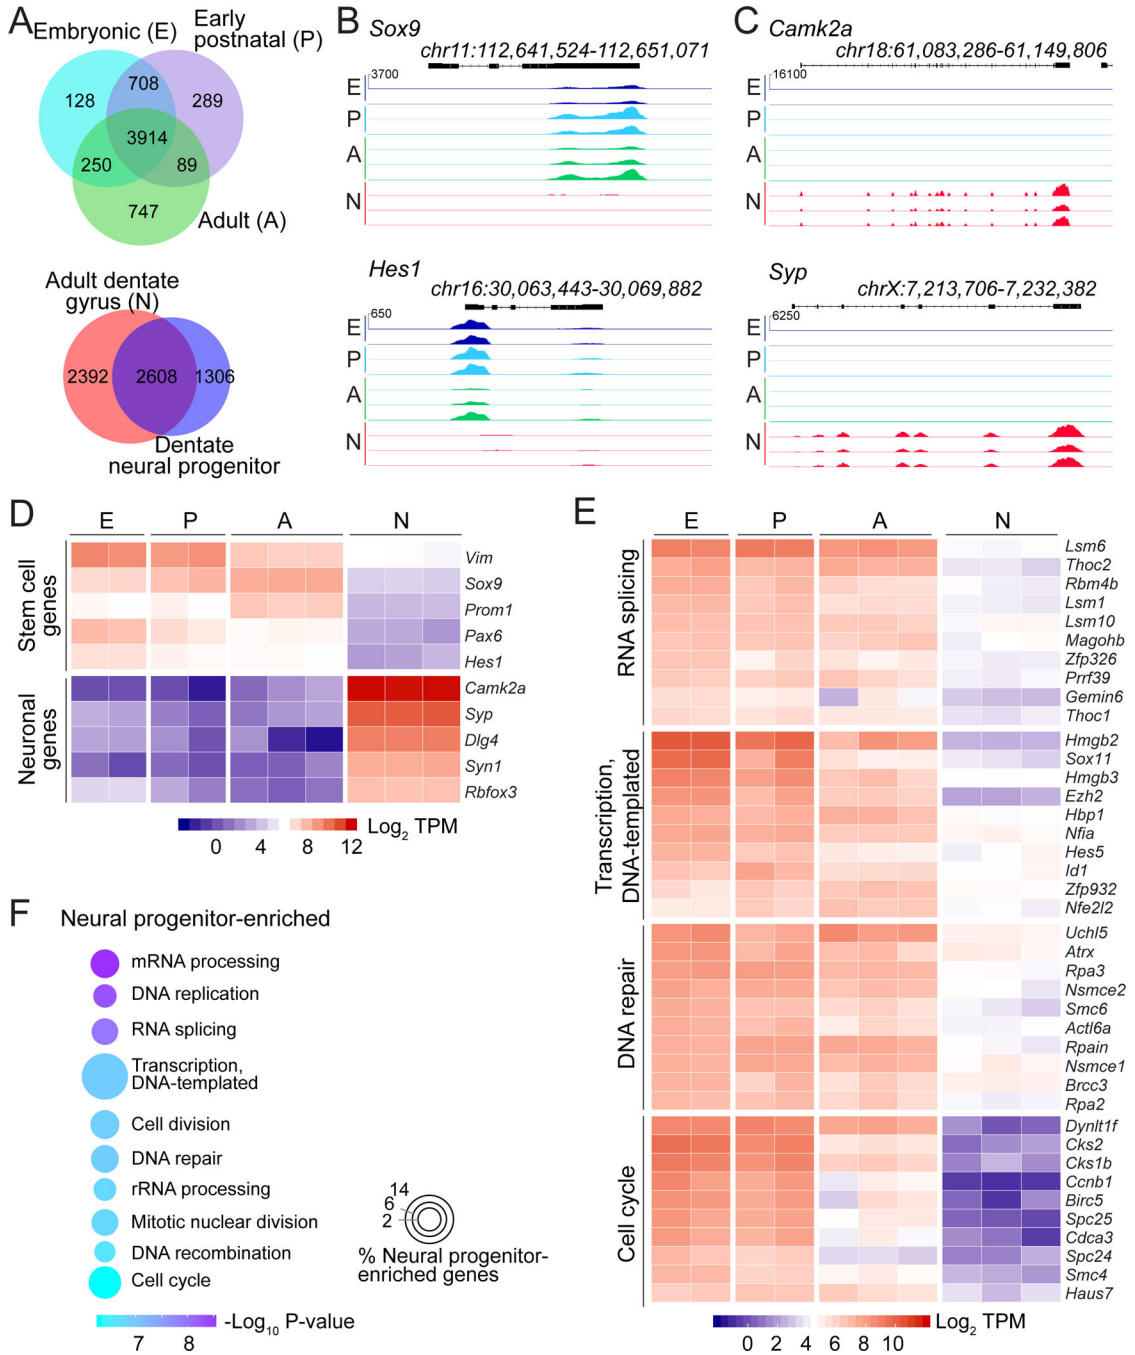 A
Embryonic (E)
Early
postnatal (P)
128
708
289
3914
250
89
747
Adult (A)
Adult dentate
gyrus (N)
2392
2608
1306
Dentate
neural progenitor
B
Sox9
chr11:112,641,524-112,651,071
3700
E
P
A
N
Hes1
chr16:30,063,443-30,069,882
650
E
P
A
N
C
Camk2a
chr18:61,083,286-61,149,806
16100
E
P
A
N
Syp
chrX:7,213,706-7,232,382
6250
E
P
A
N
D
E P A N
Stem cell
genes
Vim
Sox9
Prom1
Pax6
Hes1
Neuronal
genes
Camk2a
Syp
Dlg4
Syn1
Rbfox3
0 4 8 12
Log2 TPM
E
E P A N
RNA splicing
Lsm6
Thoc2
Rbm4b
Lsm1
Lsm10
Magohb
Zfp326
Prrf39
Gemin6
Thoc1
Transcription,
DNA-templated
Hmgb2
Sox11
Hmgb3
Ezh2
Hbp1
Nfia
Hes5
Id1
Zfp932
Nfe2l2
DNA repair
Uchl5
Atrx
Rpa3
Nsmce2
Smc6
Actl6a
Rpain
Nsmce1
Brcc3
Rpa2
Cell cycle
Dynlt1f
Cks2
Cks1b
Ccnb1
Birc5
Spc25
Cdca3
Spc24
Smc4
Haus7
0 2 4 6 8 10
Log2 TPM
F
Neural progenitor-enriched
mRNA processing
DNA replication
RNA splicing
Transcription,
DNA-templated
Cell division
DNA repair
rRNA processing
Mitotic nuclear division
DNA recombination
Cell cycle
14
6
2
% Neural progenitor-
enriched genes
-Log10 P-value
7 8